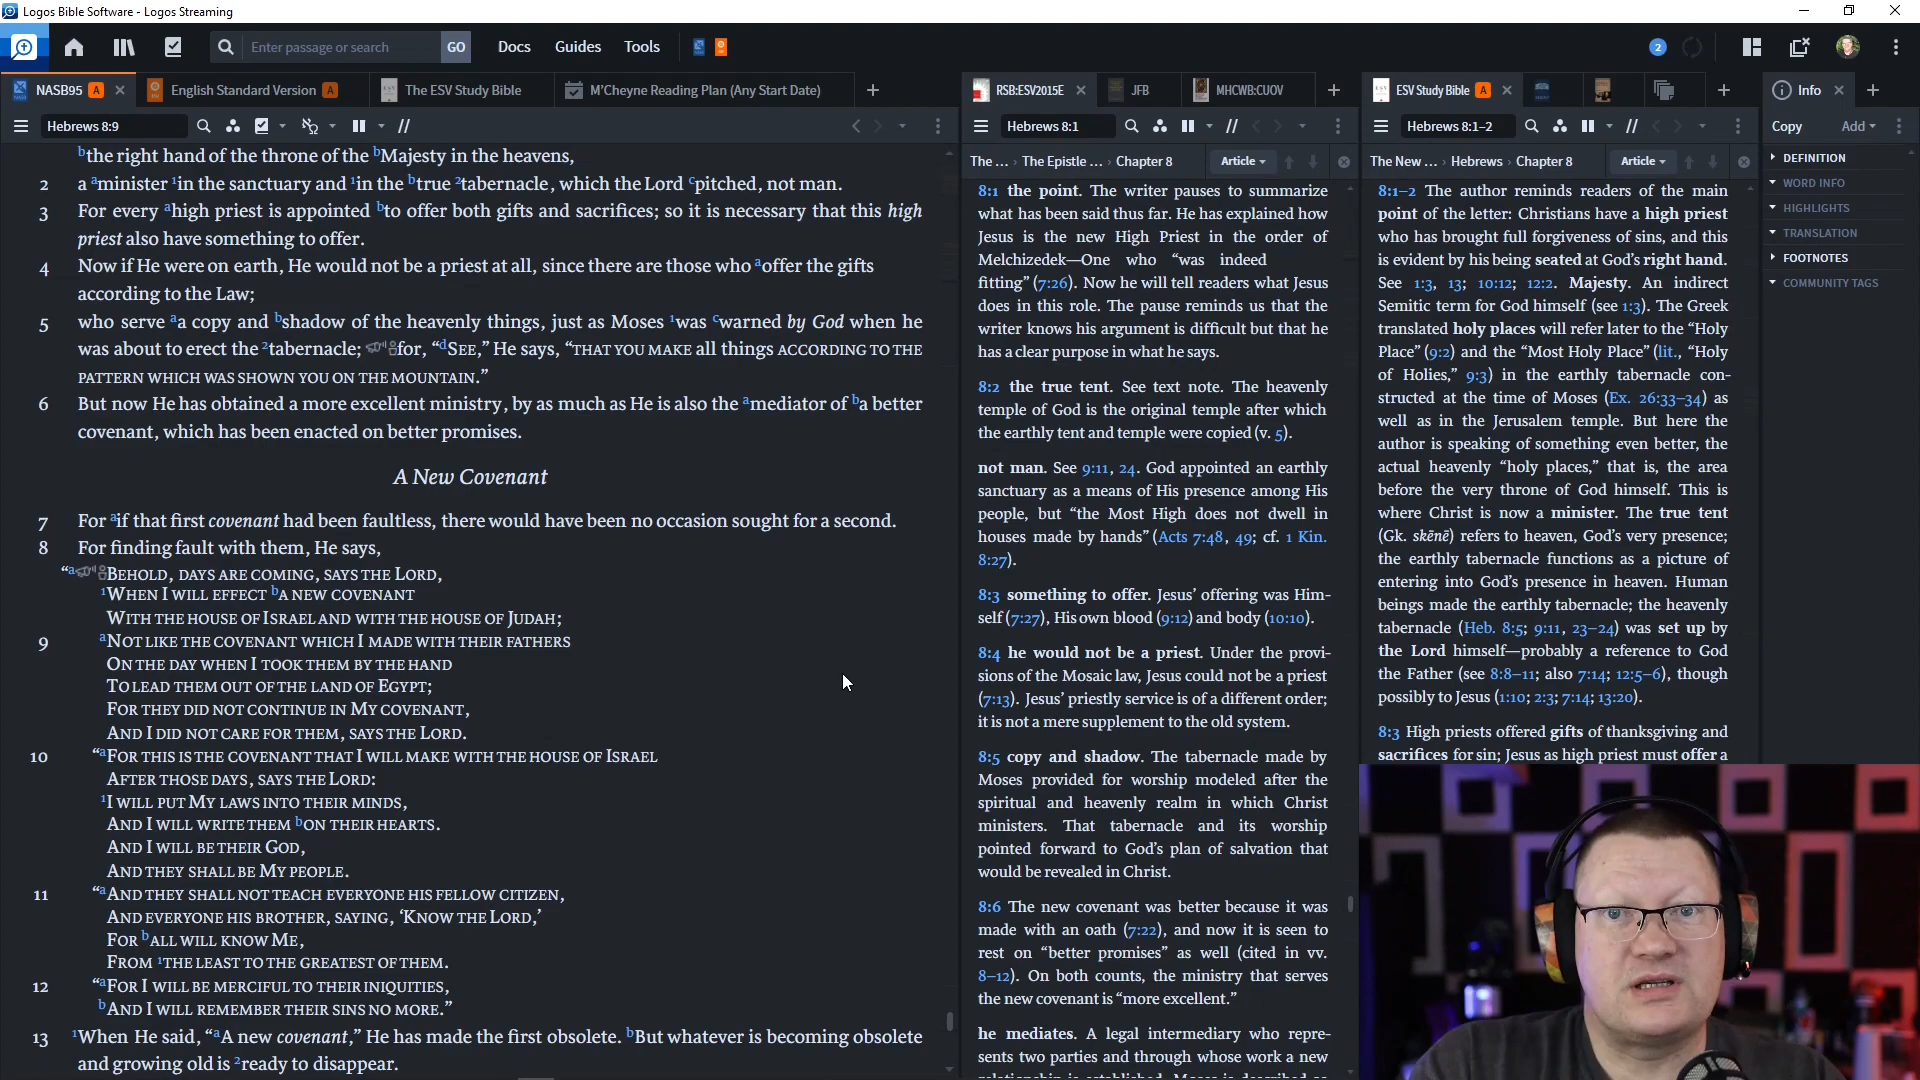 Logos Bible Software - Logos Streaming
Enter passage or search GO Docs Guides Tools 2
NASB95 A English Standard Version A The ESV Study Bible M'Cheyne Reading Plan (Any Start Date)
Hebrews 8:9
ᵇthe right hand of the throne of the ᵇMajesty in the heavens,
2 a ᵃminister ¹in the sanctuary and ¹in the ᵇtrue ²tabernacle, which the Lord ᶜpitched, not man.
3 For every ᵃhigh priest is appointed ᵇto offer both gifts and sacrifices; so it is necessary that this high
priest also have something to offer.
4 Now if He were on earth, He would not be a priest at all, since there are those who ᵃoffer the gifts
according to the Law;
5 who serve ᵃa copy and ᵇshadow of the heavenly things, just as Moses ¹was ᶜwarned by God when he
was about to erect the ²tabernacle; for, “ᵈSEE,” He says, “THAT YOU MAKE all things ACCORDING TO THE
PATTERN WHICH WAS SHOWN YOU ON THE MOUNTAIN.”
6 But now He has obtained a more excellent ministry, by as much as He is also the ᵃmediator of ᵇa better
covenant, which has been enacted on better promises.
A New Covenant
7 For ᵃif that first covenant had been faultless, there would have been no occasion sought for a second.
8 For finding fault with them, He says,
“ᵃBEHOLD, DAYS ARE COMING, SAYS THE LORD,
¹WHEN I WILL EFFECT ᵇA NEW COVENANT
WITH THE HOUSE OF ISRAEL AND WITH THE HOUSE OF JUDAH;
9 ᵃNOT LIKE THE COVENANT WHICH I MADE WITH THEIR FATHERS
ON THE DAY WHEN I TOOK THEM BY THE HAND
TO LEAD THEM OUT OF THE LAND OF EGYPT;
FOR THEY DID NOT CONTINUE IN MY COVENANT,
AND I DID NOT CARE FOR THEM, SAYS THE LORD.
10 “ᵃFOR THIS IS THE COVENANT THAT I WILL MAKE WITH THE HOUSE OF ISRAEL
AFTER THOSE DAYS, SAYS THE LORD:
¹I WILL PUT MY LAWS INTO THEIR MINDS,
AND I WILL WRITE THEM ᵇON THEIR HEARTS.
AND I WILL BE THEIR GOD,
AND THEY SHALL BE MY PEOPLE.
11 “ᵃAND THEY SHALL NOT TEACH EVERYONE HIS FELLOW CITIZEN,
AND EVERYONE HIS BROTHER, SAYING, ‘KNOW THE LORD,’
FOR ᵇALL WILL KNOW ME,
FROM ¹THE LEAST TO THE GREATEST OF THEM.
12 “ᵃFOR I WILL BE MERCIFUL TO THEIR INIQUITIES,
ᵇAND I WILL REMEMBER THEIR SINS NO MORE.”
13 ¹When He said, “ᵃA new covenant,” He has made the first obsolete. ᵇBut whatever is becoming obsolete
and growing old is ²ready to disappear.
RSB:ESV2015E JFB MHCWB:CUOV
Hebrews 8:1
The ... › The Epistle ... › Chapter 8 Article
8:1 the point. The writer pauses to summarize
what has been said thus far. He has explained how
Jesus is the new High Priest in the order of
Melchizedek—One who “was indeed
fitting” (7:26). Now he will tell readers what Jesus
does in this role. The pause reminds us that the
writer knows his argument is difficult but that he
has a clear purpose in what he says.
8:2 the true tent. See text note. The heavenly
temple of God is the original temple after which
the earthly tent and temple were copied (v. 5).
not man. See 9:11, 24. God appointed an earthly
sanctuary as a means of His presence among His
people, but “the Most High does not dwell in
houses made by hands” (Acts 7:48, 49; cf. 1 Kin.
8:27).
8:3 something to offer. Jesus’ offering was Him-
self (7:27), His own blood (9:12) and body (10:10).
8:4 he would not be a priest. Under the provi-
sions of the Mosaic law, Jesus could not be a priest
(7:13). Jesus’ priestly service is of a different order;
it is not a mere supplement to the old system.
8:5 copy and shadow. The tabernacle made by
Moses provided for worship modeled after the
spiritual and heavenly realm in which Christ
ministers. That tabernacle and its worship
pointed forward to God’s plan of salvation that
would be revealed in Christ.
8:6 The new covenant was better because it was
made with an oath (7:22), and now it is seen to
rest on “better promises” as well (cited in vv.
8–12). On both counts, the ministry that serves
the new covenant is “more excellent.”
he mediates. A legal intermediary who repre-
sents two parties and through whose work a new
ESV Study Bible A
Hebrews 8:1–2
The New ... › Hebrews › Chapter 8 Article
8:1–2 The author reminds readers of the main
point of the letter: Christians have a high priest
who has brought full forgiveness of sins, and this
is evident by his being seated at God’s right hand.
See 1:3, 13; 10:12; 12:2. Majesty. An indirect
Semitic term for God himself (see 1:3). The Greek
translated holy places will refer later to the “Holy
Place” (9:2) and the “Most Holy Place” (lit., “Holy
of Holies,” 9:3) in the earthly tabernacle con-
structed at the time of Moses (Ex. 26:33–34) as
well as in the Jerusalem temple. But here the
author is speaking of something even better, the
actual heavenly “holy places,” that is, the area
before the very throne of God himself. This is
where Christ is now a minister. The true tent
(Gk. skēnē) refers to heaven, God’s very presence;
the earthly tabernacle functions as a picture of
entering into God’s presence in heaven. Human
beings made the earthly tabernacle; the heavenly
tabernacle (Heb. 8:5; 9:11, 23–24) was set up by
the Lord himself—probably a reference to God
the Father (see 8:8–11; also 7:14; 12:5–6), though
possibly to Jesus (1:10; 2:3; 7:14; 13:20).
8:3 High priests offered gifts of thanksgiving and
sacrifices for sin; Jesus as high priest must offer a
Info
Copy Add
DEFINITION
WORD INFO
HIGHLIGHTS
TRANSLATION
FOOTNOTES
COMMUNITY TAGS